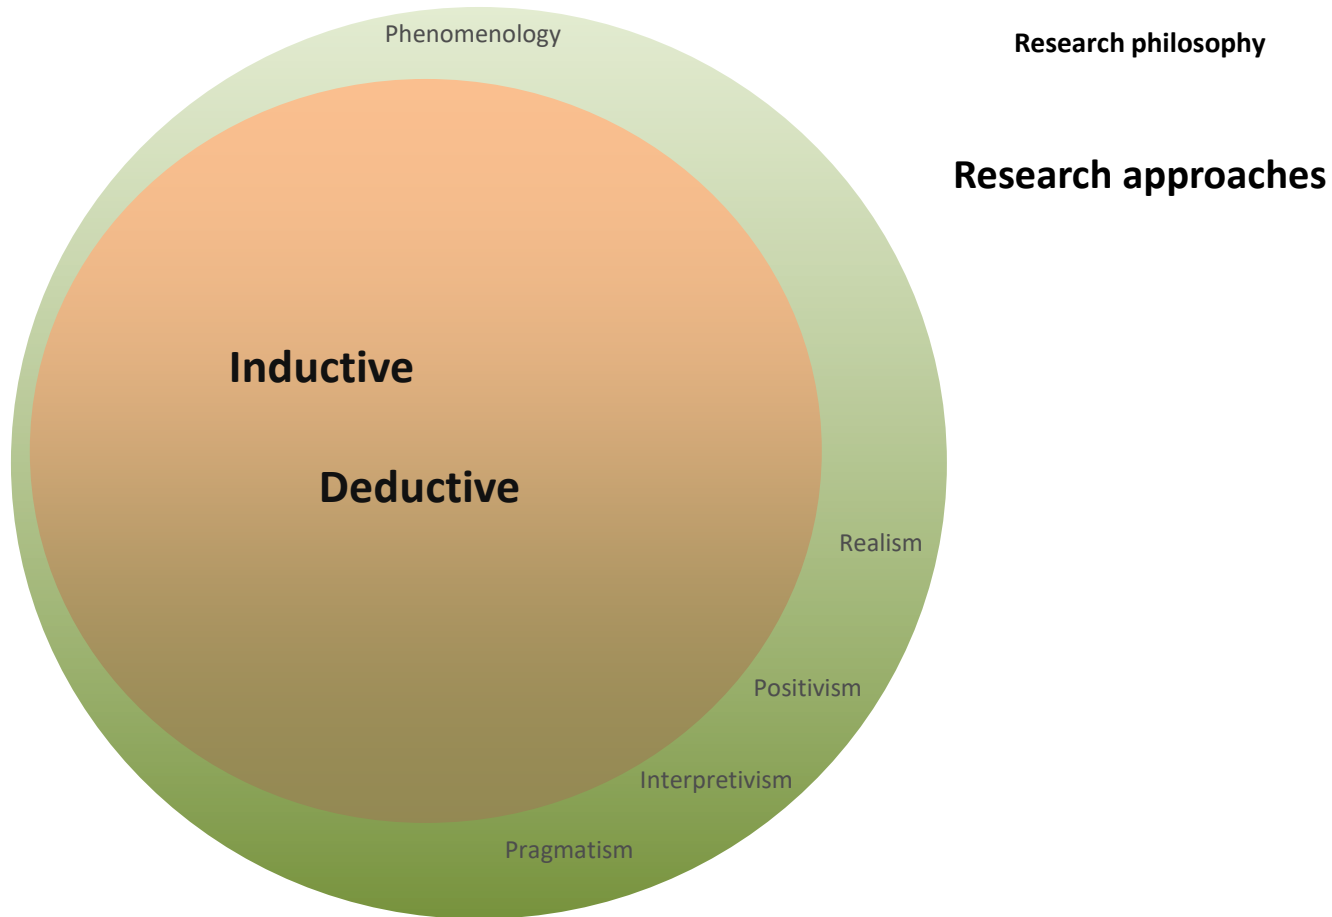 Phenomenology
Research philosophy
Research approaches
Inductive
Deductive
Realism
Positivism
Interpretivism
Pragmatism